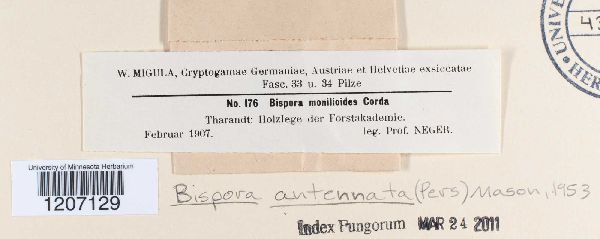 W. MIGULA, Cryptogamae Germaniae, Austriae et Helvetiae exsiccatae
Fasc. 33 u. 34 Pilze
No. 176 Bispora monilioides Corda
Tharandt: Holzlege der Forstakademie.
Februar 1907. leg. Prof. NEGER.
University of Minnesota Herbarium
1207129
Bispora antennata (Pers) Mason, 1953
Index Fungorum MAR 24 2011